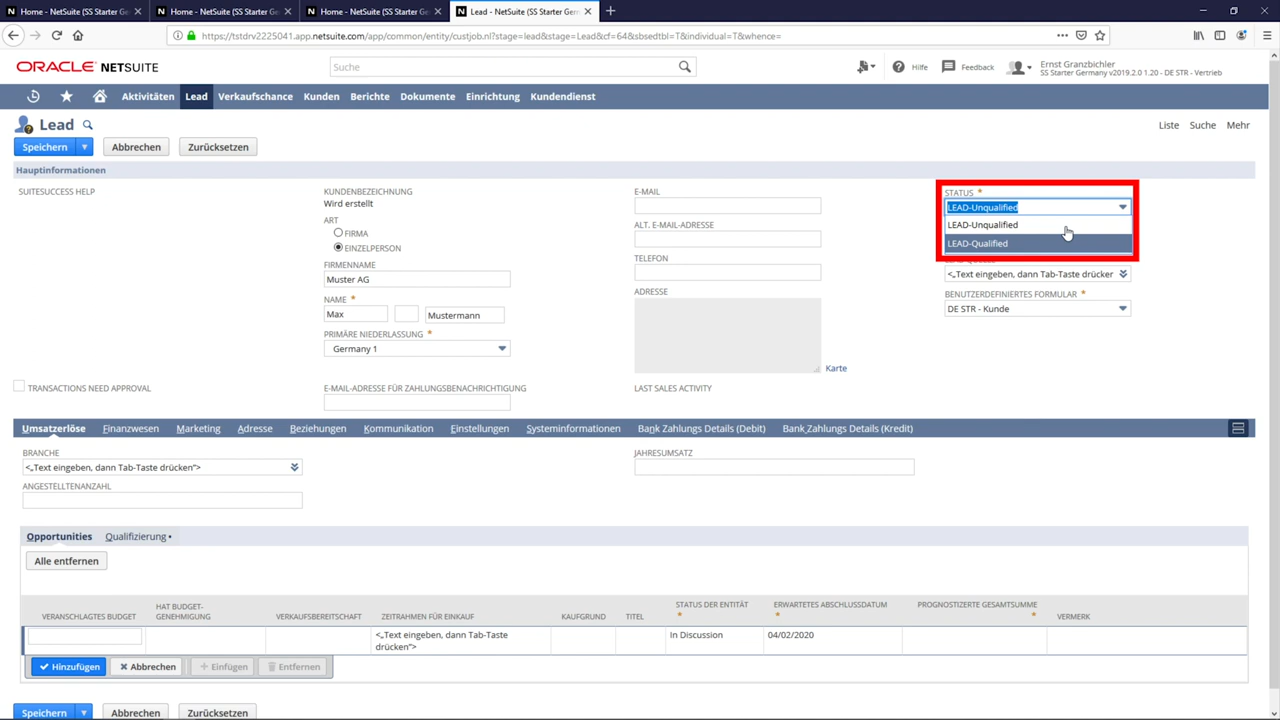 Home - NetSuite (SS Starter Germ
Home - NetSuite (SS Starter Germ
Home - NetSuite (SS Starter Germ
Lead - NetSuite (SS Starter Germ
https://tstdrv2225041.app.netsuite.com/app/common/entity/custjob.nl?stage=lead&stage=Lead&cf=64&sbsedtbl=T&individual=T&whence=
ORACLE NETSUITE
Suche
Hilfe
Feedback
Ernst Granzbichler
SS Starter Germany v2019.2.0 1.20 - DE STR - Vertrieb
Aktivitäten
Lead
Verkaufschance
Kunden
Berichte
Dokumente
Einrichtung
Kundendienst
Lead
Liste
Suche
Mehr
Speichern
Abbrechen
Zurücksetzen
Hauptinformationen
SUITESUCCESS HELP
TRANSACTIONS NEED APPROVAL
KUNDENBEZEICHNUNG
Wird erstellt
ART
FIRMA
EINZELPERSON
FIRMENNAME
Muster AG
NAME *
Max
Mustermann
PRIMÄRE NIEDERLASSUNG *
Germany 1
E-MAIL-ADRESSE FÜR ZAHLUNGSBENACHRICHTIGUNG
E-MAIL
ALT. E-MAIL-ADRESSE
TELEFON
ADRESSE
Karte
LAST SALES ACTIVITY
STATUS *
LEAD-Unqualified
LEAD-Unqualified
LEAD-Qualified
<„Text eingeben, dann Tab-Taste drücker
BENUTZERDEFINIERTES FORMULAR *
DE STR - Kunde
Umsatzerlöse
Finanzwesen
Marketing
Adresse
Beziehungen
Kommunikation
Einstellungen
Systeminformationen
Bank Zahlungs Details (Debit)
Bank Zahlungs Details (Kredit)
BRANCHE
<„Text eingeben, dann Tab-Taste drücken“>
ANGESTELLTENANZAHL
JAHRESUMSATZ
Opportunities
Qualifizierung •
Alle entfernen
VERANSCHLAGTES BUDGET
HAT BUDGET-
GENEHMIGUNG
VERKAUFSBEREITSCHAFT
ZEITRAHMEN FÜR EINKAUF
KAUFGRUND
TITEL
STATUS DER ENTITÄT
*
ERWARTETES ABSCHLUSSDATUM
*
PROGNOSTIZERTE GESAMTSUMME
*
VERMERK
<„Text eingeben, dann Tab-Taste
drücken“>
In Discussion
04/02/2020
Hinzufügen
Abbrechen
Einfügen
Entfernen
Speichern
Abbrechen
Zurücksetzen